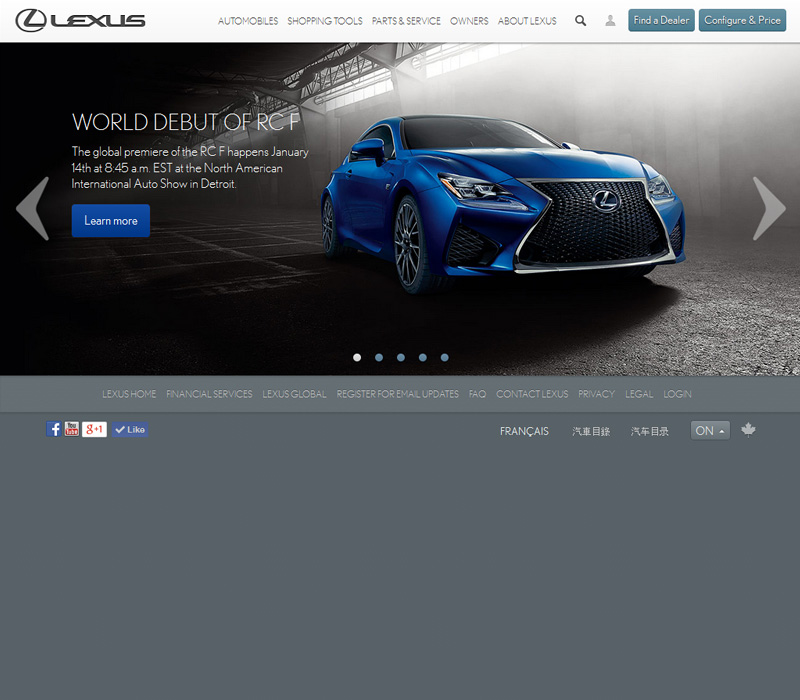 LEXUS
AUTOMOBILES SHOPPING TOOLS PARTS & SERVICE OWNERS ABOUT LEXUS Find a Dealer Configure & Price
WORLD DEBUT OF RC F
The global premiere of the RC F happens January
14th at 8:45 a.m. EST at the North American
International Auto Show in Detroit.
Learn more
LEXUS HOME FINANCIAL SERVICES LEXUS GLOBAL REGISTER FOR EMAIL UPDATES FAQ CONTACT LEXUS PRIVACY LEGAL LOGIN
f You Tube g+1 Like FRANÇAIS 汽車目錄 汽车目录 ON